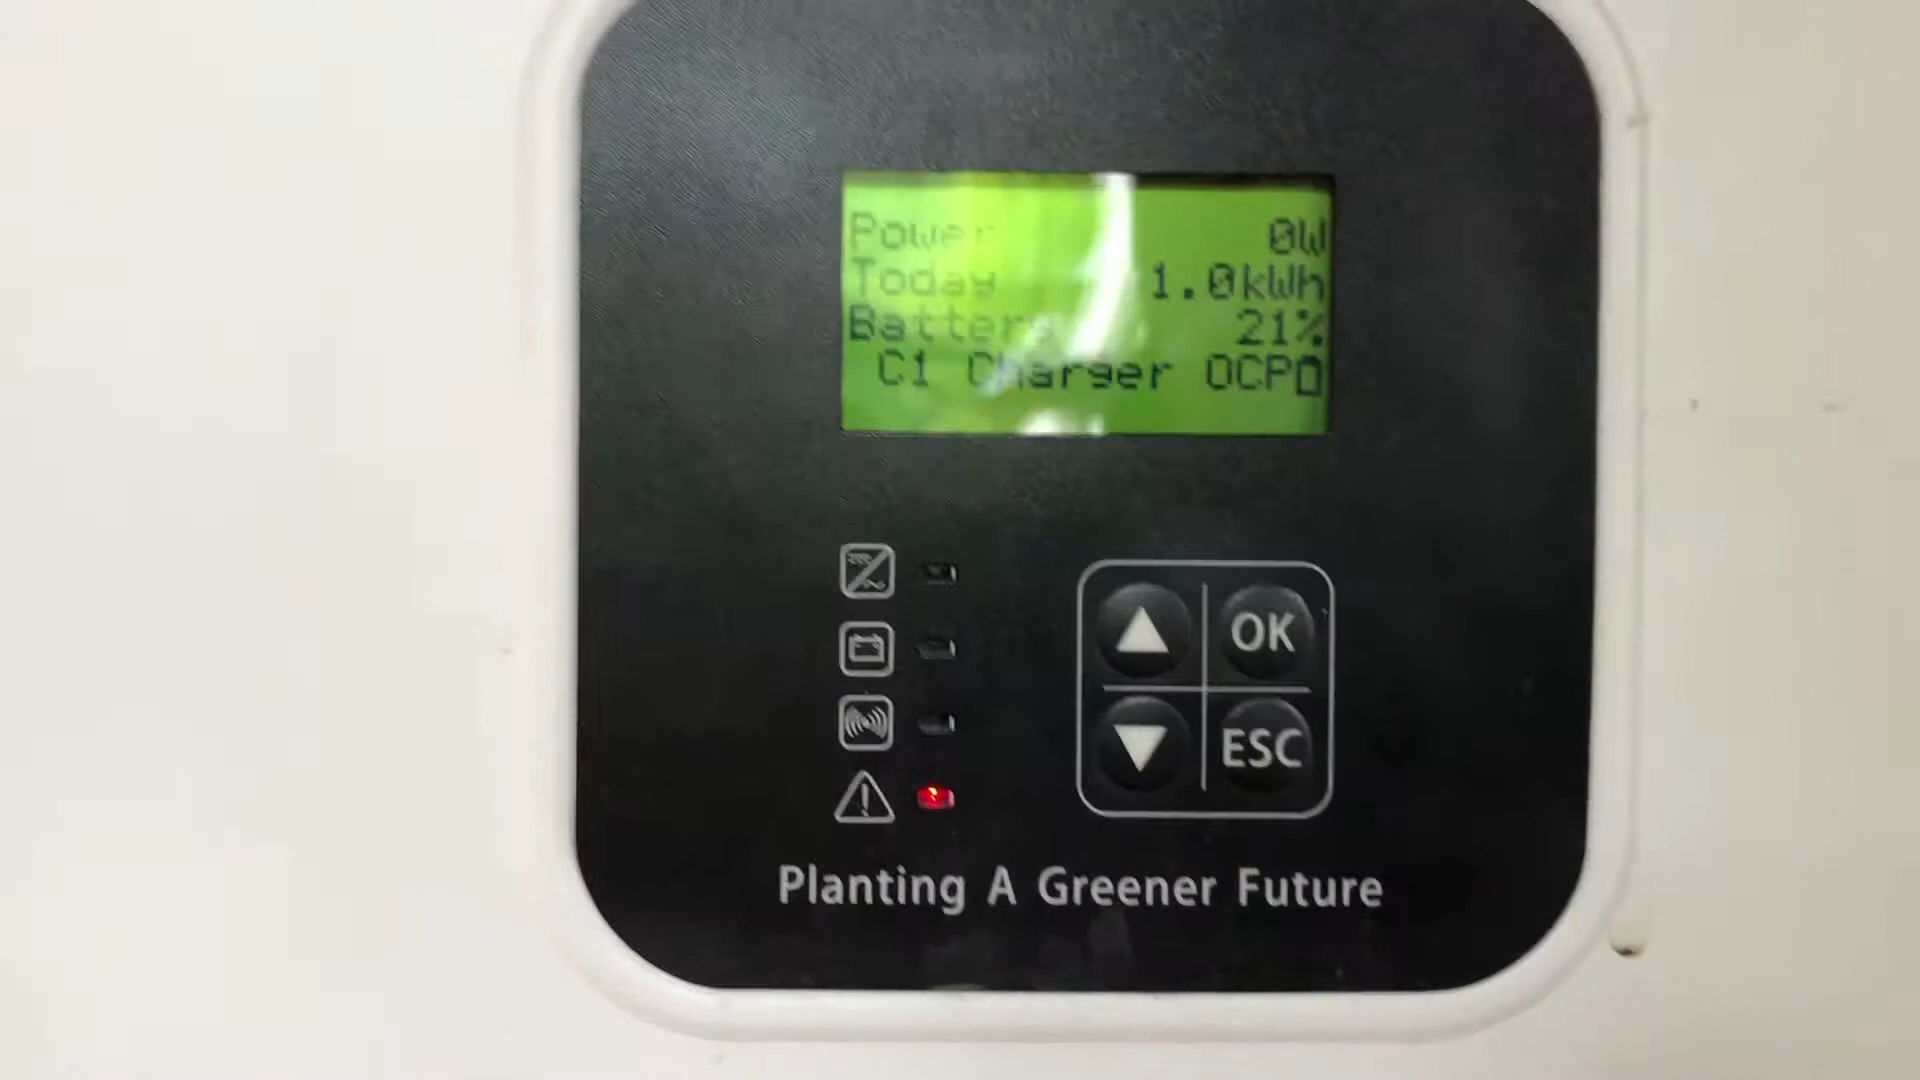 Power 0W
Today 1.0kWh
Battery 21%
C1 Charger OCP
OK
ESC
Planting A Greener Future